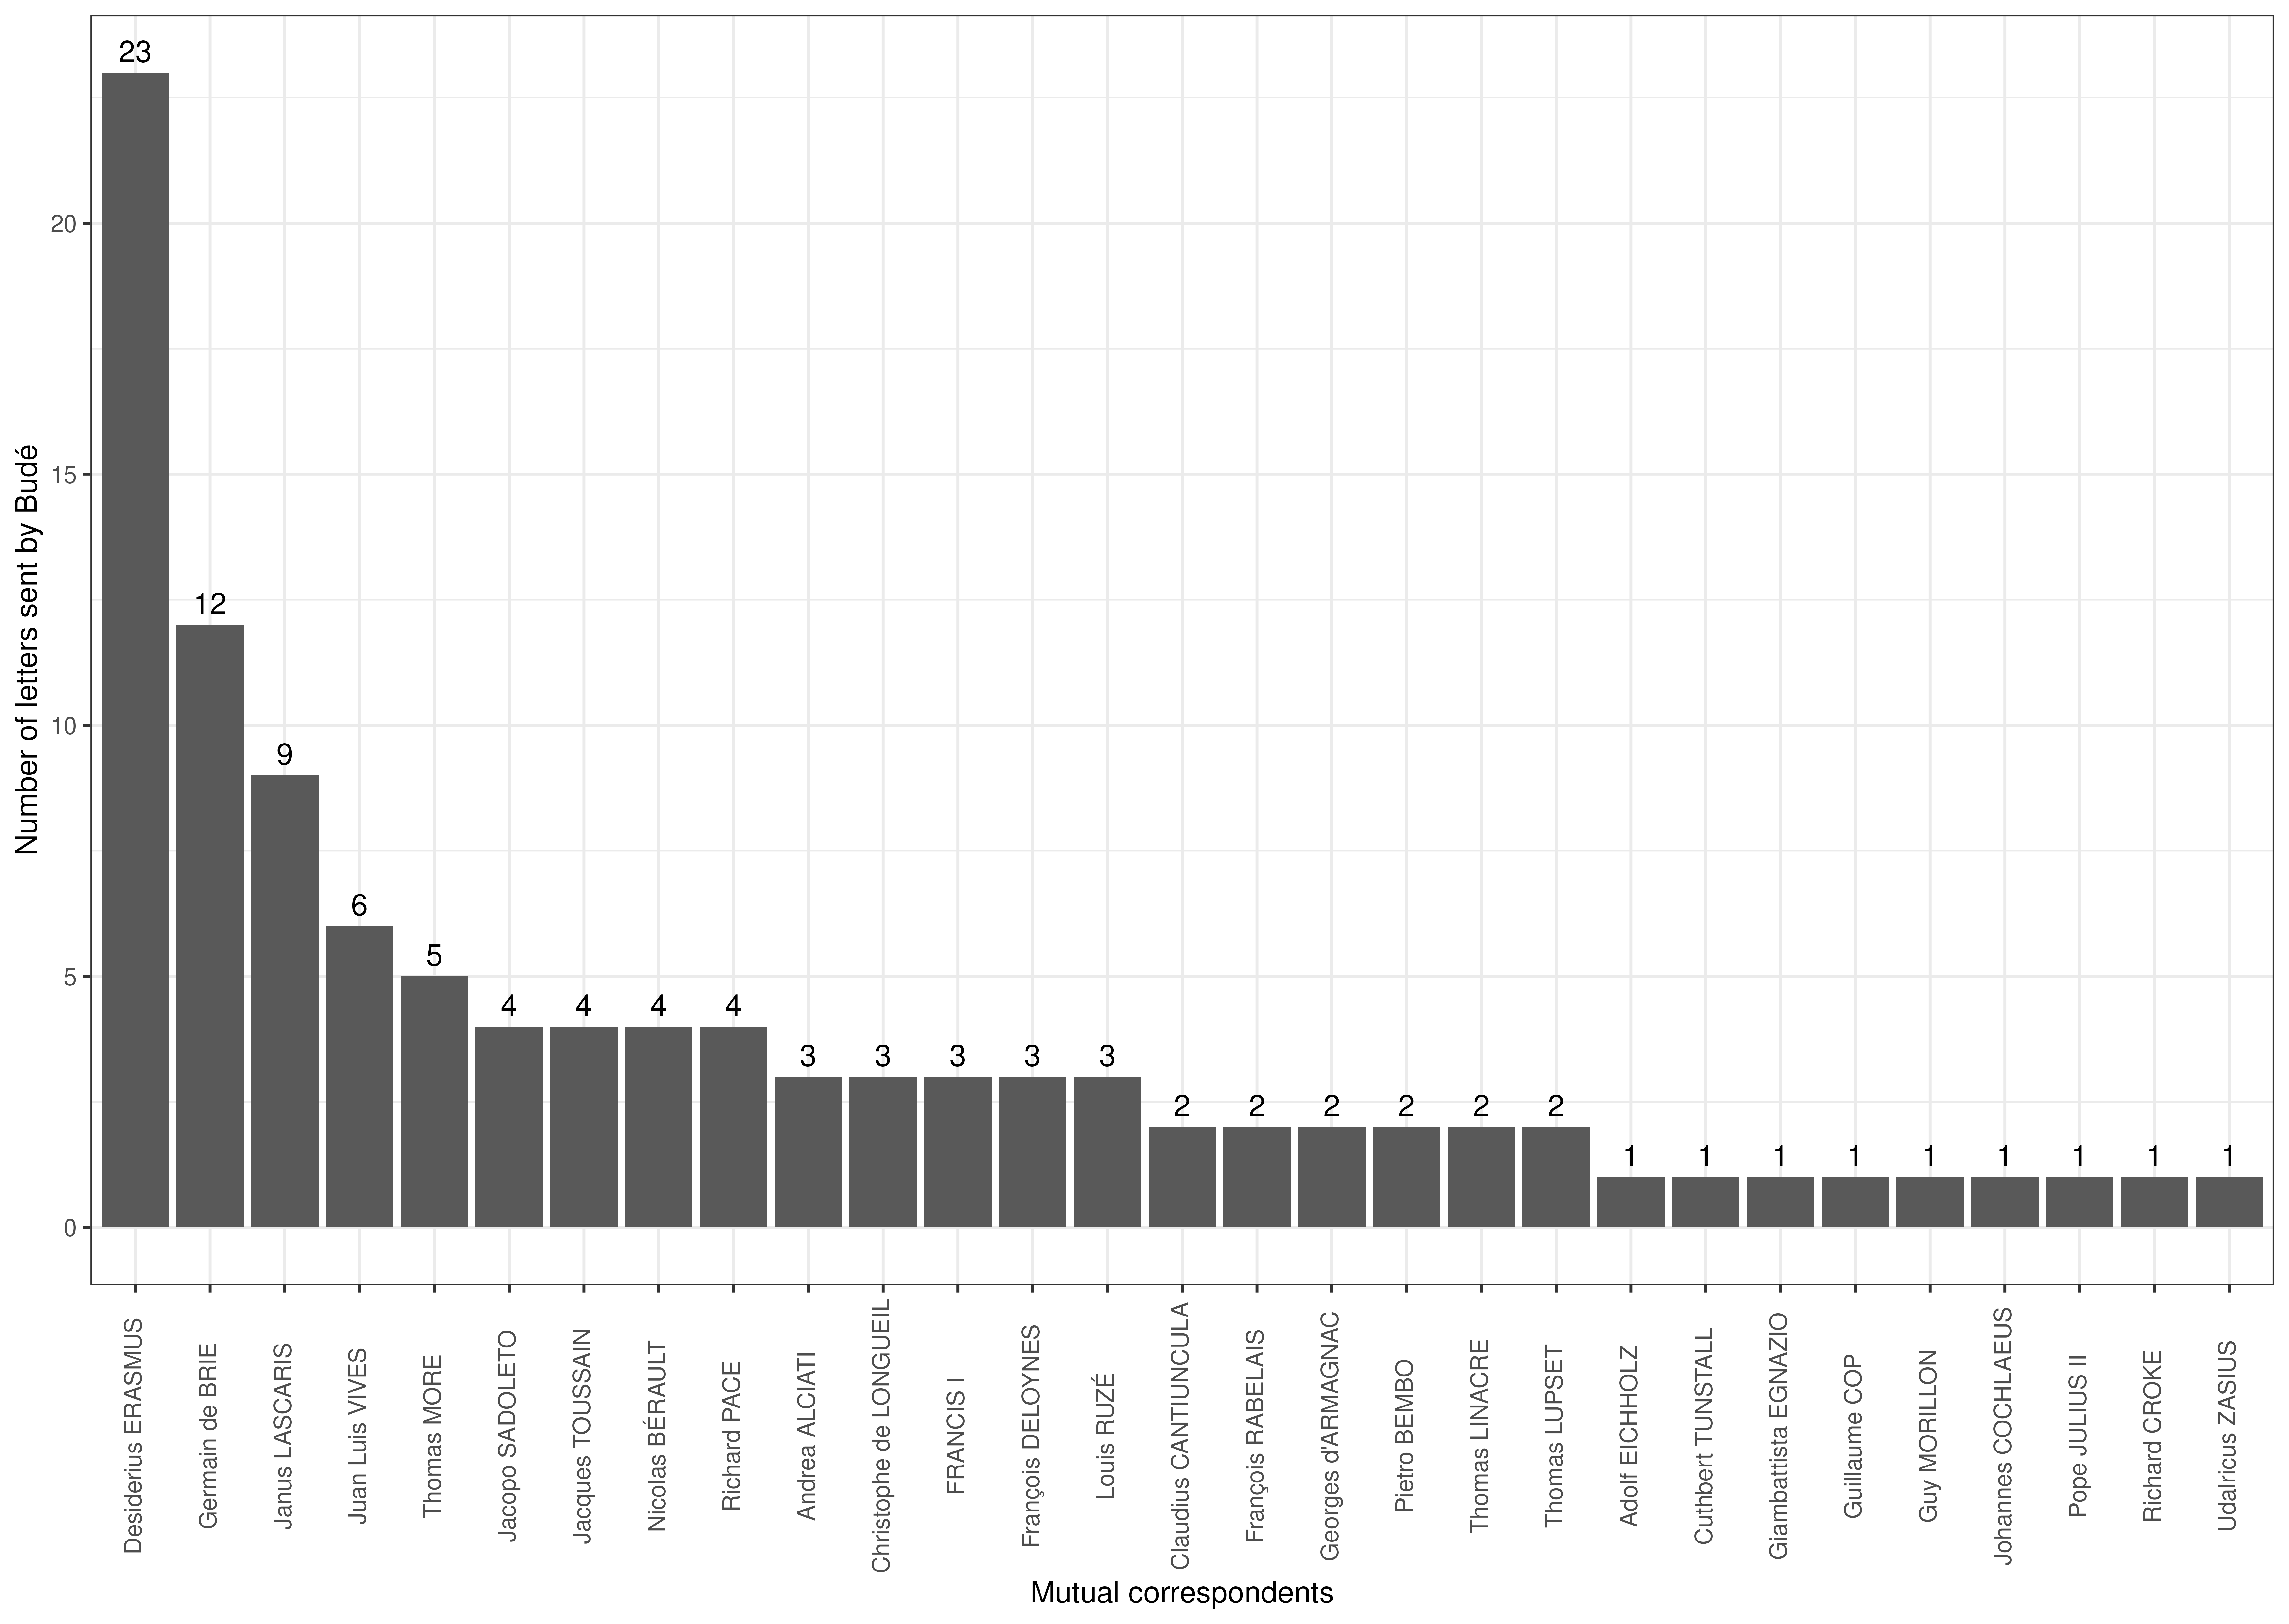 Number of letters sent by Budé
20
15
10
5
0
23
12
9
6
5
4
4
4
4
3
3
3
3
3
2
2
2
2
2
2
1
1
1
1
1
1
1
1
1
Desiderius ERASMUS
Germain de BRIE
Janus LASCARIS
Juan Luis VIVES
Thomas MORE
Jacopo SADOLETO
Jacques TOUSSAIN
Nicolas BÉRAULT
Richard PACE
Andrea ALCIATI
Christophe de LONGUEIL
FRANCIS I
François DELOYNES
Louis RUZÉ
Claudius CANTIUNCULA
François RABELAIS
Georges d'ARMAGNAC
Pietro BEMBO
Thomas LINACRE
Thomas LUPSET
Adolf EICHHOLZ
Cuthbert TUNSTALL
Giambattista EGNAZIO
Guillaume COP
Guy MORILLON
Johannes COCHLAEUS
Pope JULIUS II
Richard CROKE
Udalricus ZASIUS
Mutual correspondents